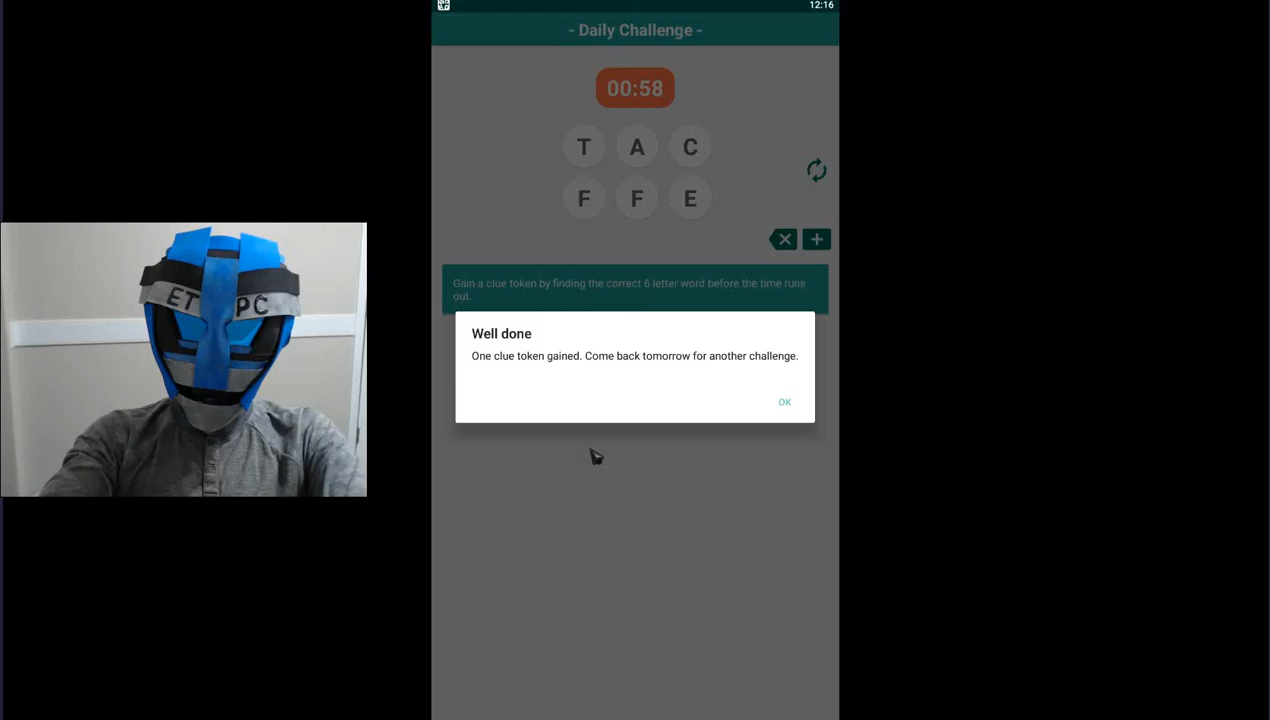 12:16
- Daily Challenge -
00:58
T A C
F F E
Gain a clue token by finding the correct 6 letter word before the time runs
out.
Well done
One clue token gained. Come back tomorrow for another challenge.
OK
ET PC